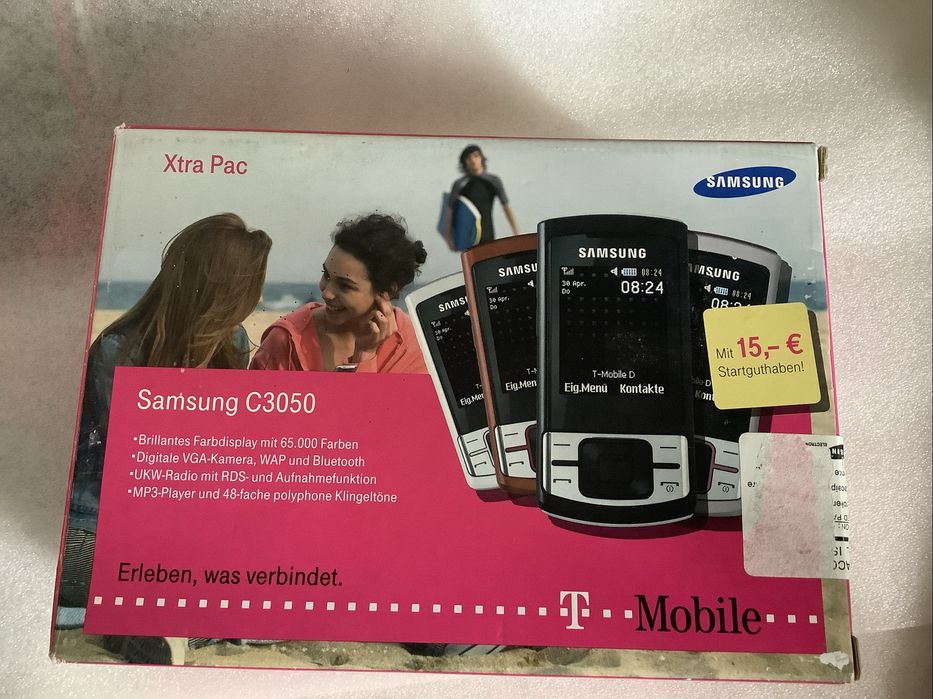 Xtra Pac
SAMSUNG
SAMSUNG
08:24
30 Apr.
Do
08:24
T-Mobile D
Eig.Menü Kontakte
SAMSUNG
08:24
Mit 15,- €
Startguthaben!
Samsung C3050
•Brillantes Farbdisplay mit 65.000 Farben
•Digitale VGA-Kamera, WAP und Bluetooth
•UKW-Radio mit RDS- und Aufnahmefunktion
•MP3-Player und 48-fache polyphone Klingeltöne
Erleben, was verbindet.
T Mobile